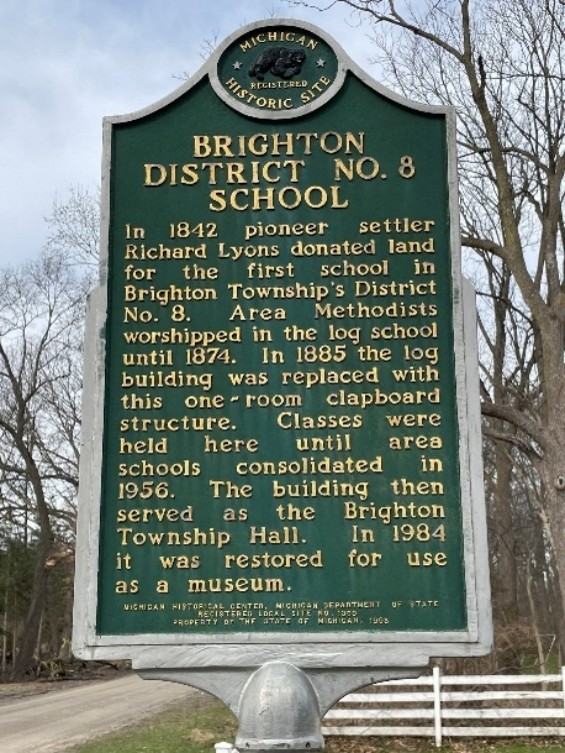 MICHIGAN
REGISTERED
HISTORIC SITE
BRIGHTON
DISTRICT NO. 8
SCHOOL
In 1842 pioneer settler
Richard Lyons donated land
for the first school in
Brighton Township's District
No. 8. Area Methodists
worshipped in the log school
until 1874. In 1885 the log
building was replaced with
this one-room clapboard
structure. Classes were
held here until area
schools consolidated in
1956. The building then
served as the Brighton
Township Hall. In 1984
it was restored for use
as a museum.
MICHIGAN HISTORICAL CENTER, MICHIGAN DEPARTMENT OF STATE
REGISTERED LOCAL SITE NO.
PROPERTY OF THE STATE OF MICHIGAN,